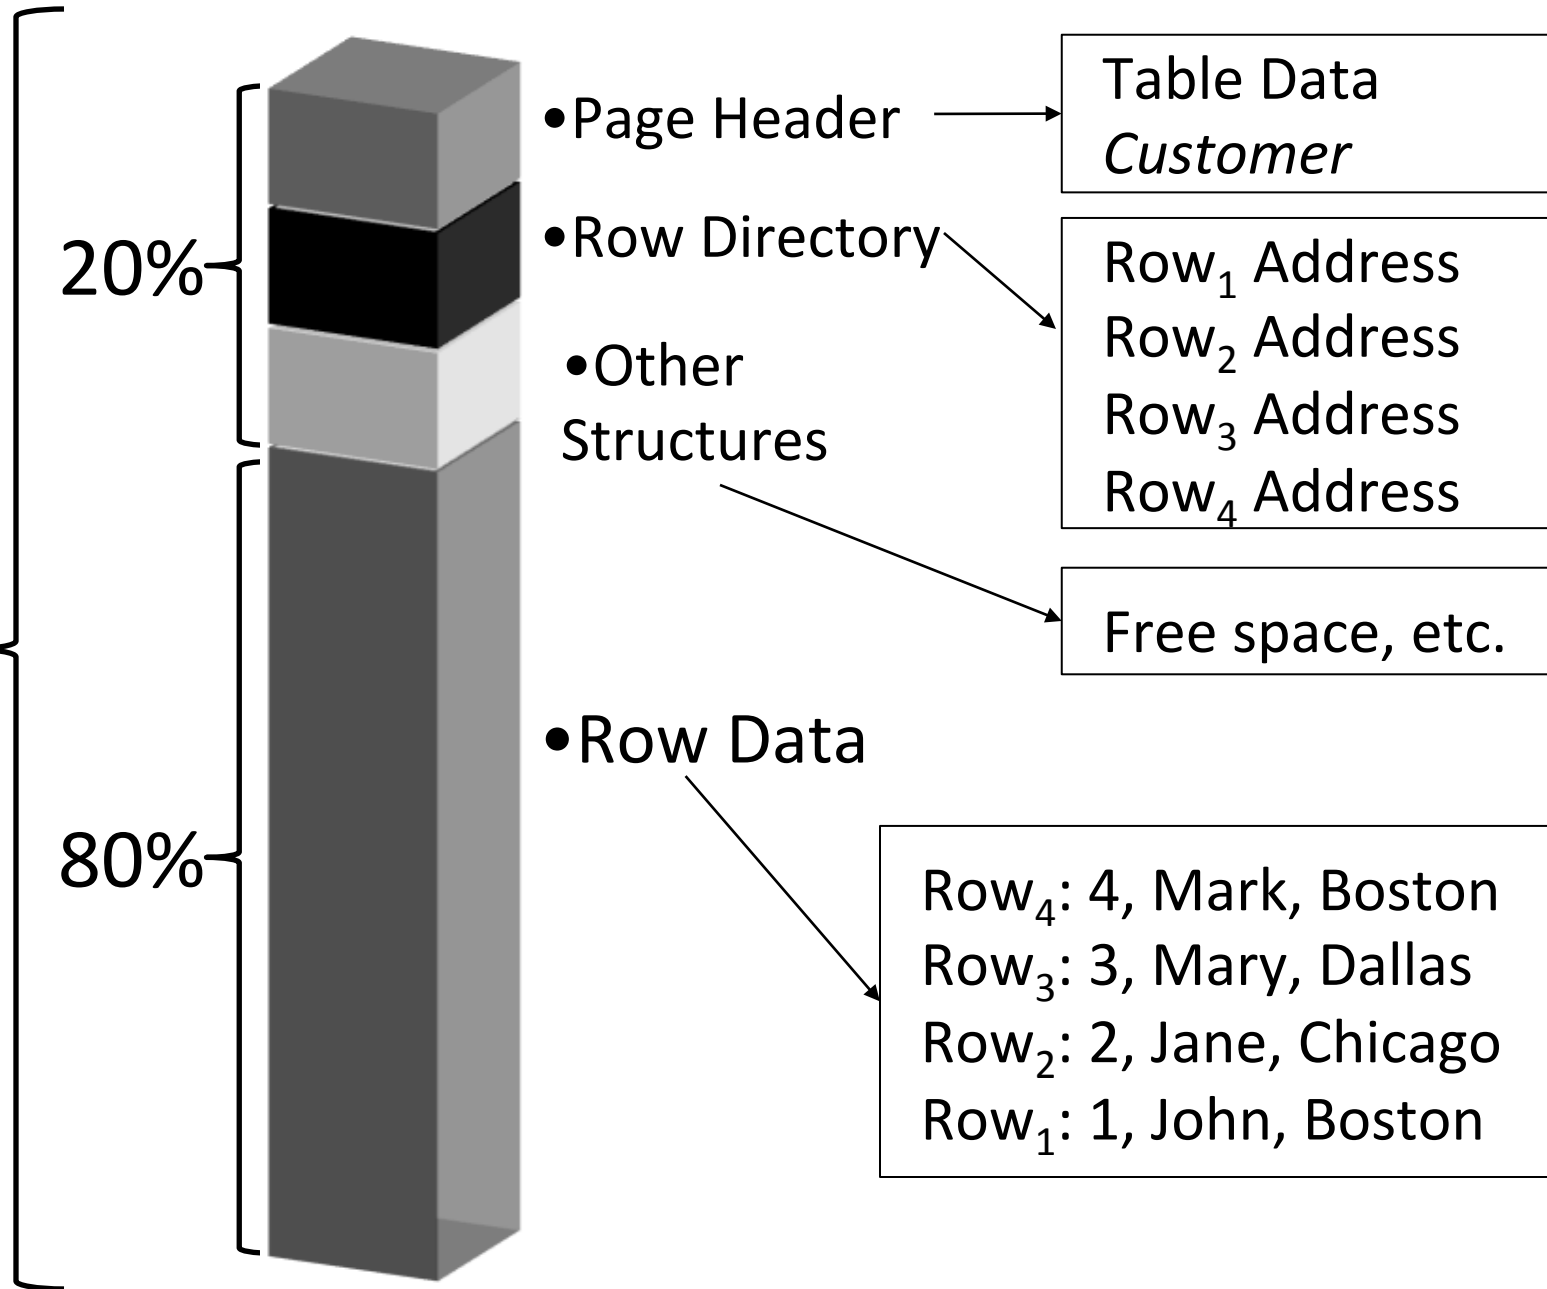 20%
80%
•Page Header
•Row Directory
•Other
Structures
•Row Data
Table Data
Customer
Row1 Address
Row2 Address
Row3 Address
Row4 Address
Free space, etc.
Row4: 4, Mark, Boston
Row3: 3, Mary, Dallas
Row2: 2, Jane, Chicago
Row1: 1, John, Boston